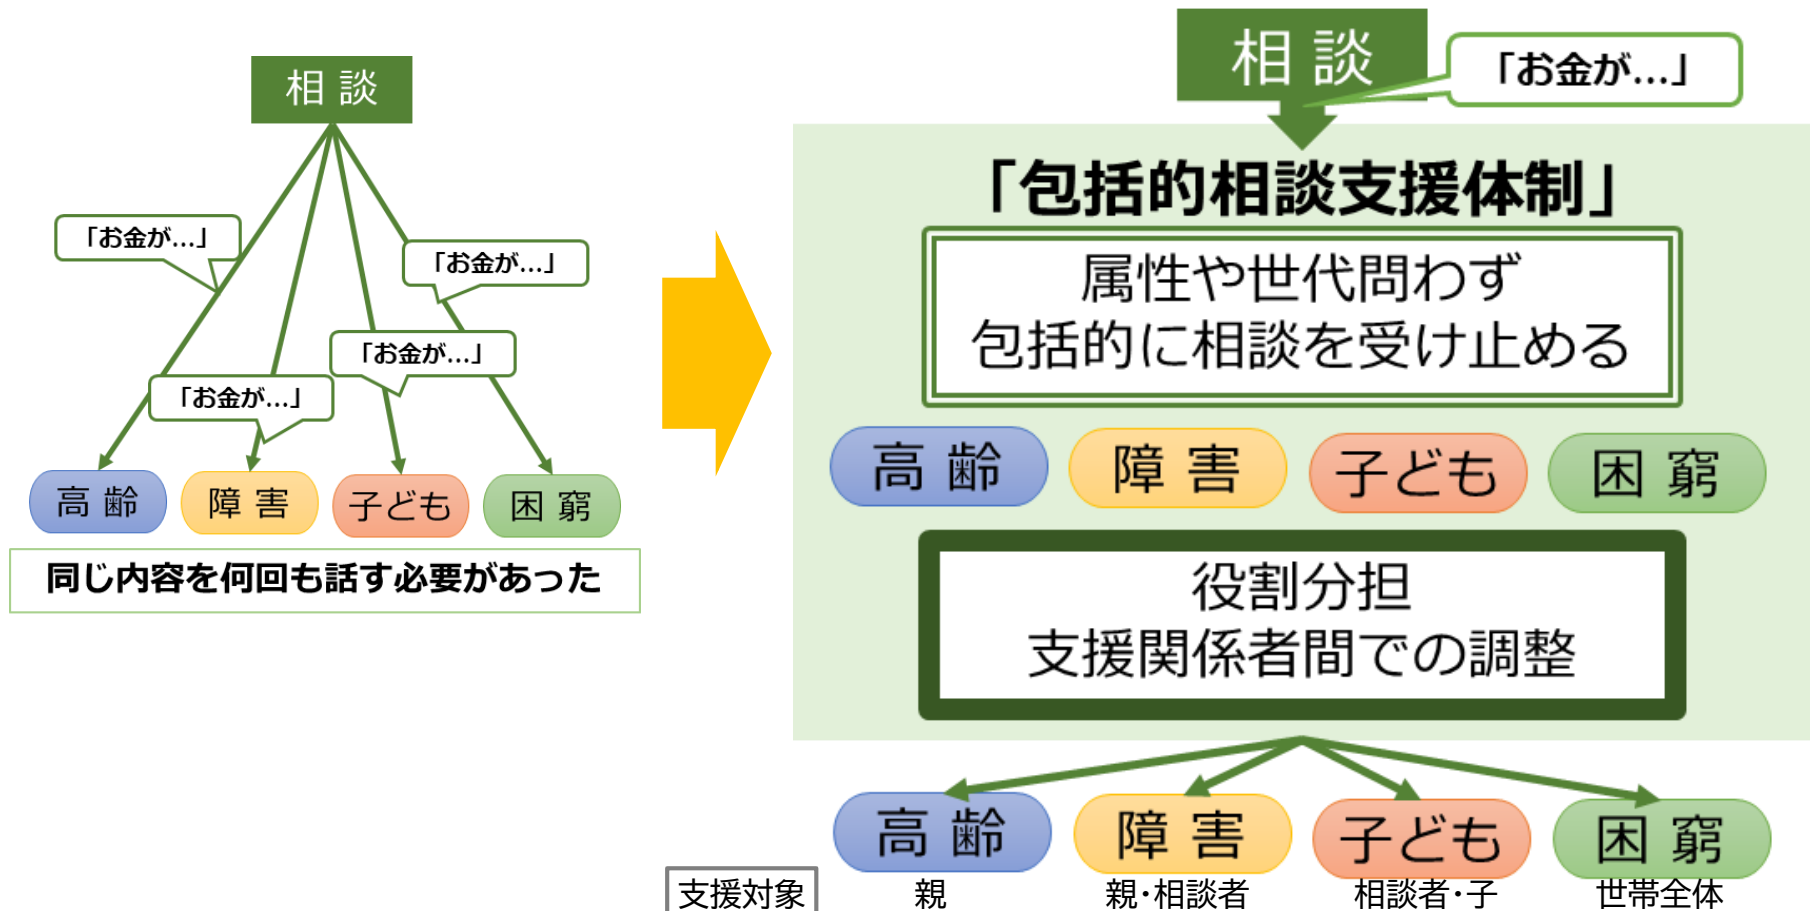 相談
「お金が…」
「お金が…」
「お金が…」
「お金が…」
高齢
障害
子ども
困窮
同じ内容を何回も話す必要があった
相談
「お金が…」
「包括的相談支援体制」
属性や世代問わず
包括的に相談を受け止める
高齢
障害
子ども
困窮
役割分担
支援関係者間での調整
高齢
障害
子ども
困窮
支援対象
親
親・相談者
相談者・子
世帯全体